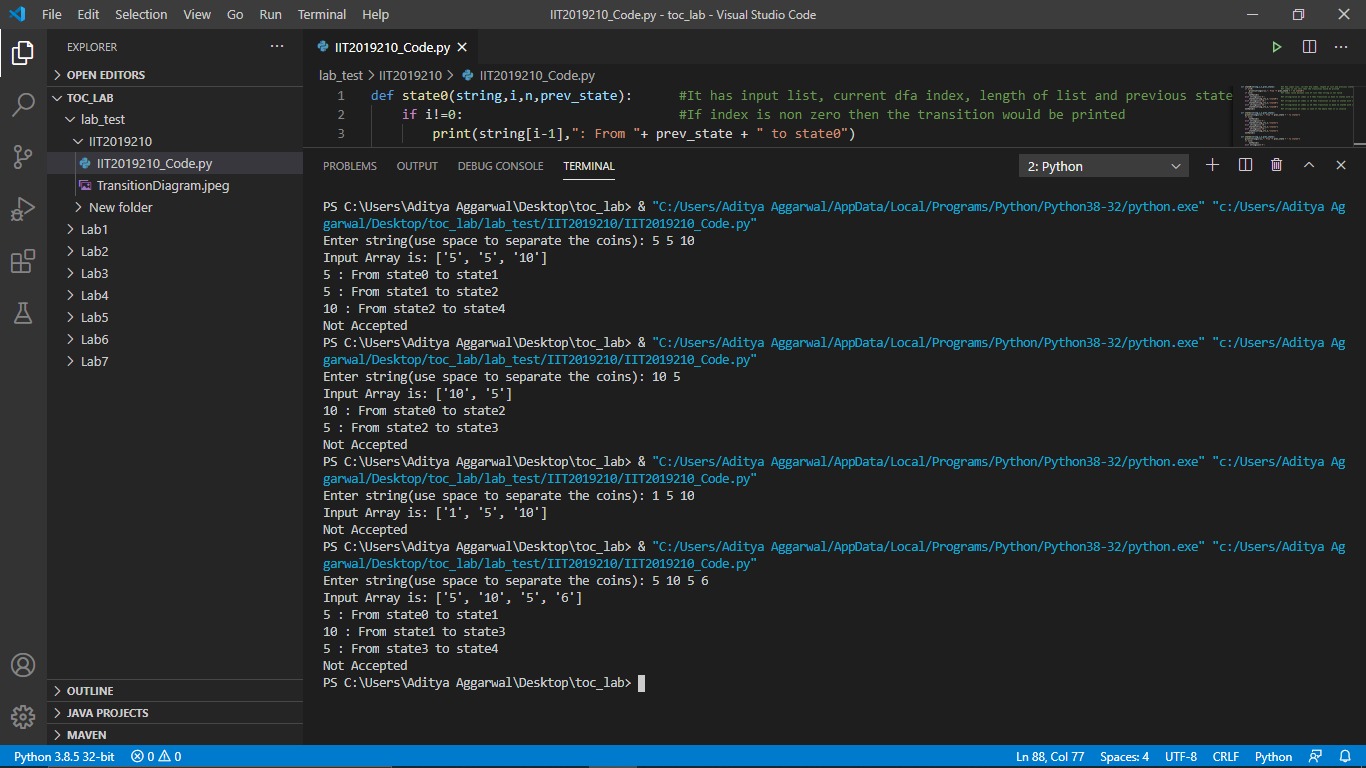 File Edit Selection View Go Run Terminal Help IIT2019210_Code.py - toc_lab - Visual Studio Code
EXPLORER
OPEN EDITORS
TOC_LAB
lab_test
IIT2019210
IIT2019210_Code.py
TransitionDiagram.jpeg
New folder
Lab1
Lab2
Lab3
Lab4
Lab5
Lab6
Lab7
OUTLINE
JAVA PROJECTS
MAVEN
IIT2019210_Code.py
lab_test > IIT2019210 > IIT2019210_Code.py
1 def state0(string,i,n,prev_state): #It has input list, current dfa index, length of list and previous state
2 if i!=0: #If index is non zero then the transition would be printed
3 print(string[i-1],": From "+ prev_state + " to state0")
PROBLEMS OUTPUT DEBUG CONSOLE TERMINAL 2: Python
PS C:\Users\Aditya Aggarwal\Desktop\toc_lab> & "C:/Users/Aditya Aggarwal/AppData/Local/Programs/Python/Python38-32/python.exe" "c:/Users/Aditya Ag
garwal/Desktop/toc_lab/lab_test/IIT2019210/IIT2019210_Code.py"
Enter string(use space to separate the coins): 5 5 10
Input Array is: ['5', '5', '10']
5 : From state0 to state1
5 : From state1 to state2
10 : From state2 to state4
Not Accepted
PS C:\Users\Aditya Aggarwal\Desktop\toc_lab> & "C:/Users/Aditya Aggarwal/AppData/Local/Programs/Python/Python38-32/python.exe" "c:/Users/Aditya Ag
garwal/Desktop/toc_lab/lab_test/IIT2019210/IIT2019210_Code.py"
Enter string(use space to separate the coins): 10 5
Input Array is: ['10', '5']
10 : From state0 to state2
5 : From state2 to state3
Not Accepted
PS C:\Users\Aditya Aggarwal\Desktop\toc_lab> & "C:/Users/Aditya Aggarwal/AppData/Local/Programs/Python/Python38-32/python.exe" "c:/Users/Aditya Ag
garwal/Desktop/toc_lab/lab_test/IIT2019210/IIT2019210_Code.py"
Enter string(use space to separate the coins): 1 5 10
Input Array is: ['1', '5', '10']
Not Accepted
PS C:\Users\Aditya Aggarwal\Desktop\toc_lab> & "C:/Users/Aditya Aggarwal/AppData/Local/Programs/Python/Python38-32/python.exe" "c:/Users/Aditya Ag
garwal/Desktop/toc_lab/lab_test/IIT2019210/IIT2019210_Code.py"
Enter string(use space to separate the coins): 5 10 5 6
Input Array is: ['5', '10', '5', '6']
5 : From state0 to state1
10 : From state1 to state3
5 : From state3 to state4
Not Accepted
PS C:\Users\Aditya Aggarwal\Desktop\toc_lab>
Python 3.8.5 32-bit 0 0 Ln 88, Col 77 Spaces: 4 UTF-8 CRLF Python